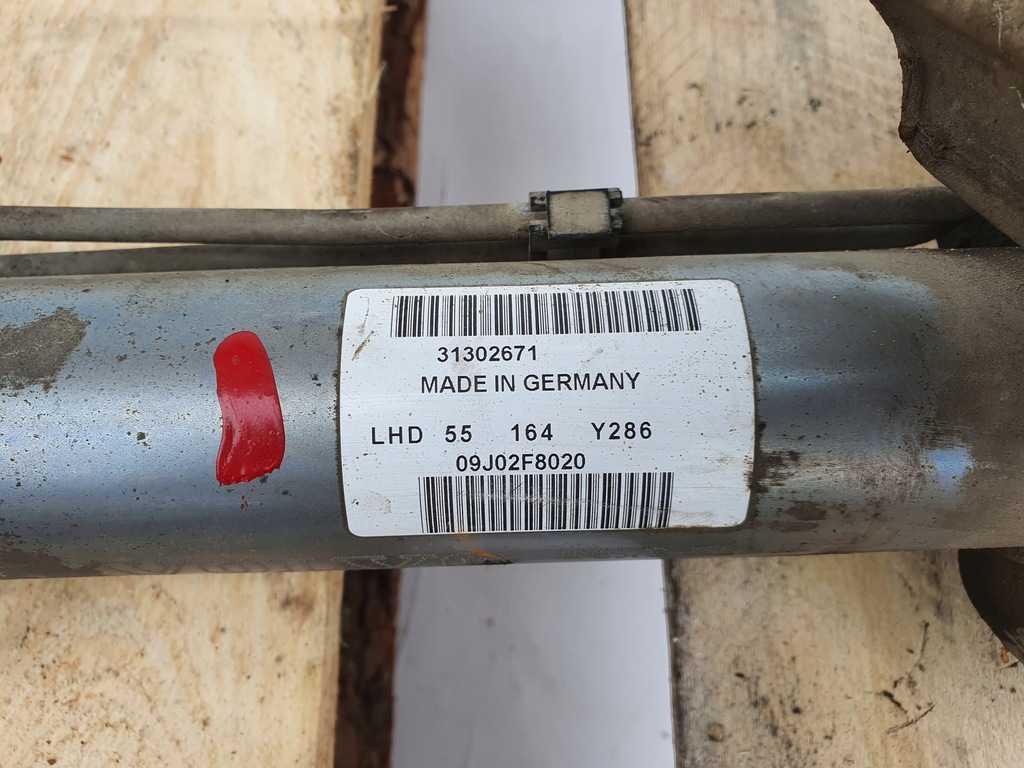 31302671
MADE IN GERMANY
LHD 55 164 Y286
09J02F8020